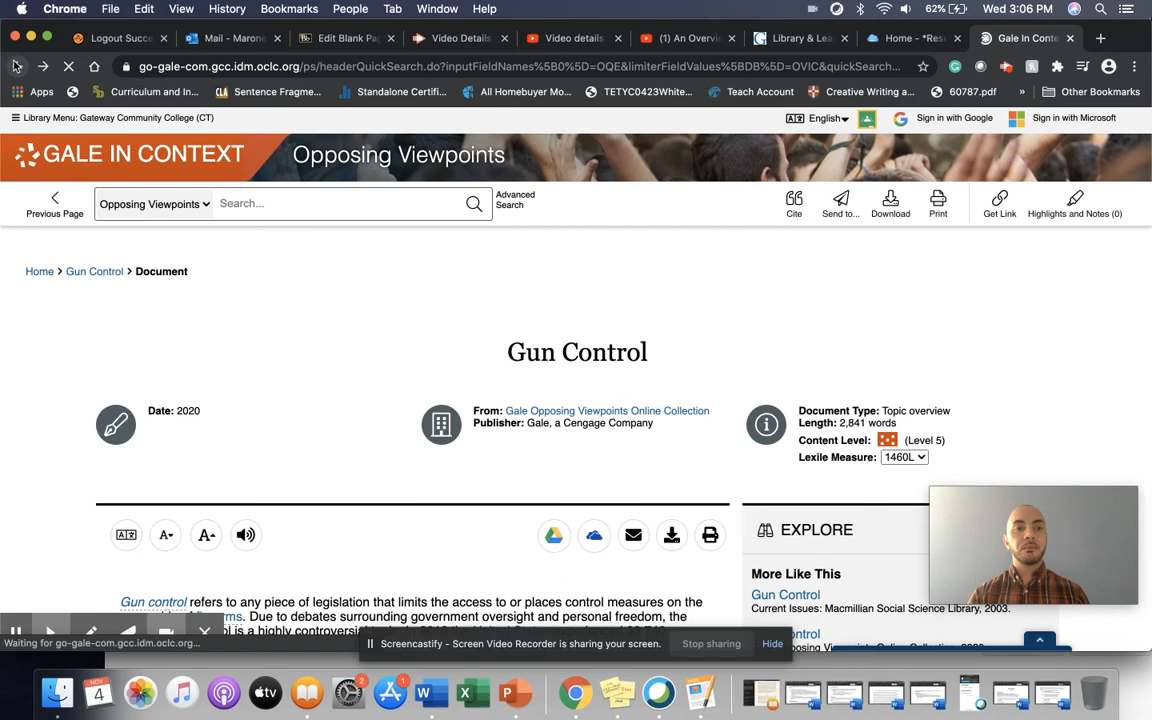 Chrome File Edit View History Bookmarks People Tab Window Help 62% Wed 3:06 PM
Logout Succe Mail - Marone Edit Blank Pa Video Details Video details (1) An Overvi Library & Lea Home - *Rese Gale In Conte
go-gale-com.gcc.idm.oclc.org/ps/headerQuickSearch.do?inputFieldNames%5B0%5D=OQE&limiterFieldValues%5BDB%5D=OVIC&quickSearch...
Apps Curriculum and In... Sentence Fragme... Standalone Certifi... All Homebuyer Mo... TETYC0423White... Teach Account Creative Writing a... 60787.pdf » Other Bookmarks
Library Menu: Gateway Community College (CT) English Sign in with Google Sign in with Microsoft
GALE IN CONTEXT Opposing Viewpoints
Previous Page Opposing Viewpoints Search... Advanced Search Cite Send to... Download Print Get Link Highlights and Notes (0)
Home > Gun Control > Document
Gun Control
Date: 2020
From: Gale Opposing Viewpoints Online Collection
Publisher: Gale, a Cengage Company
Document Type: Topic overview
Length: 2,841 words
Content Level: (Level 5)
Lexile Measure: 1460L
A A
EXPLORE
More Like This
Gun Control
Current Issues: Macmillian Social Science Library, 2003.
Gun control refers to any piece of legislation that limits the access to or places control measures on the
. Due to debates surrounding government oversight and personal freedom, the
is a highly
Waiting for go-gale-com.gcc.idm.oclc.org...
Screencastify - Screen Video Recorder is sharing your screen. Stop sharing Hide
NOV
4
tv
2
1